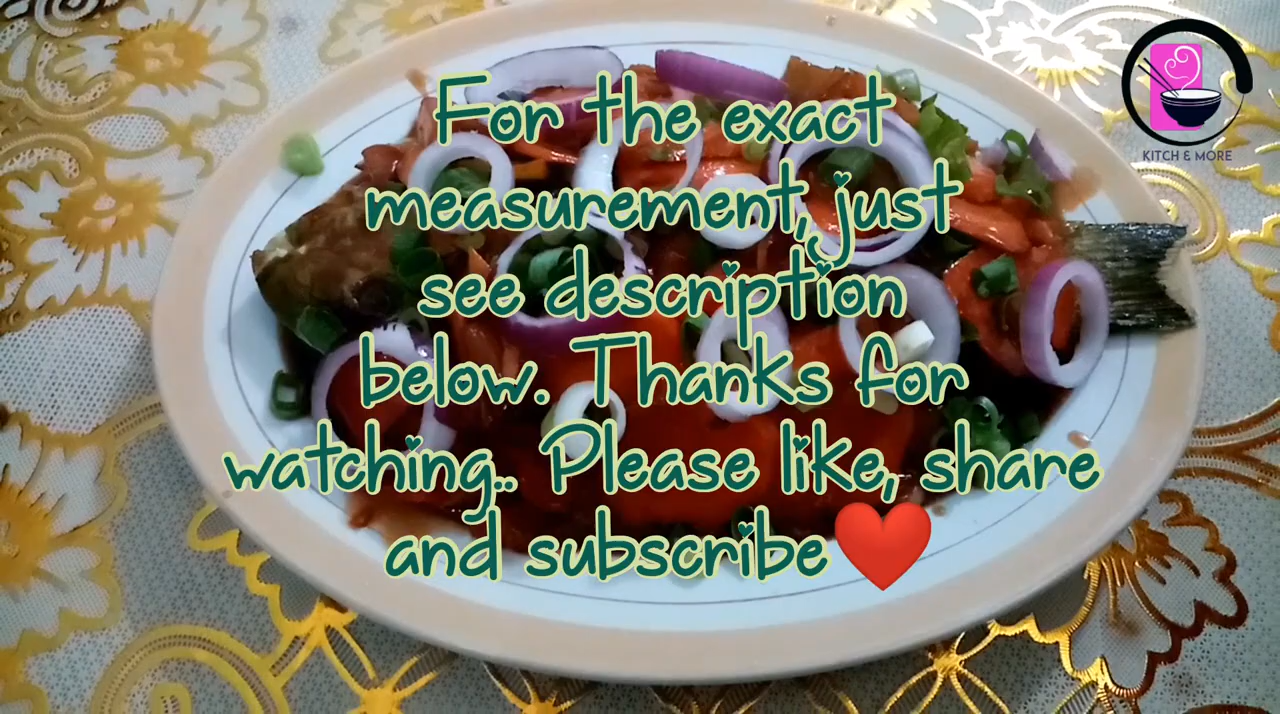 KITCH & MORE
For the exact
measurement, just
see description
below. Thanks for
watching.. Please like, share
and subscribe❤️